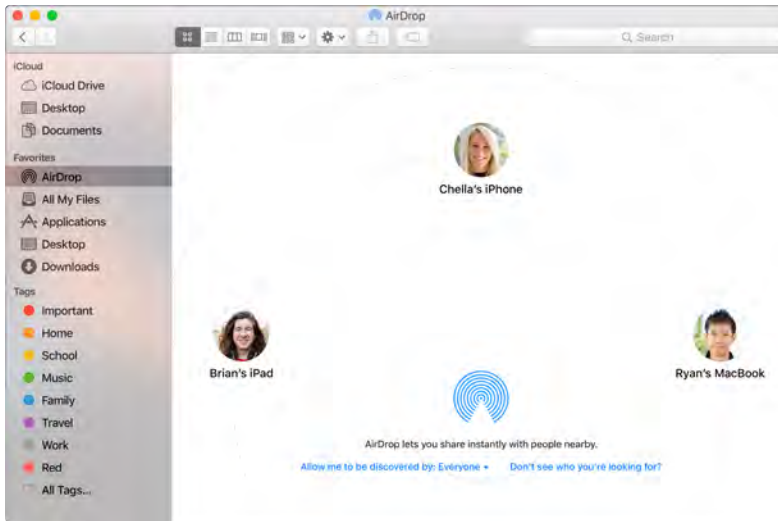 AirDrop
Search
iCloud
iCloud Drive
Desktop
Documents
Favorites
AirDrop
All My Files
Applications
Desktop
Downloads
Tags
Important
Home
School
Music
Family
Travel
Work
Red
All Tags...
Chella's iPhone
Brian's iPad
Ryan's MacBook
AirDrop lets you share instantly with people nearby.
Allow me to be discovered by: Everyone
Don't see who you're looking for?